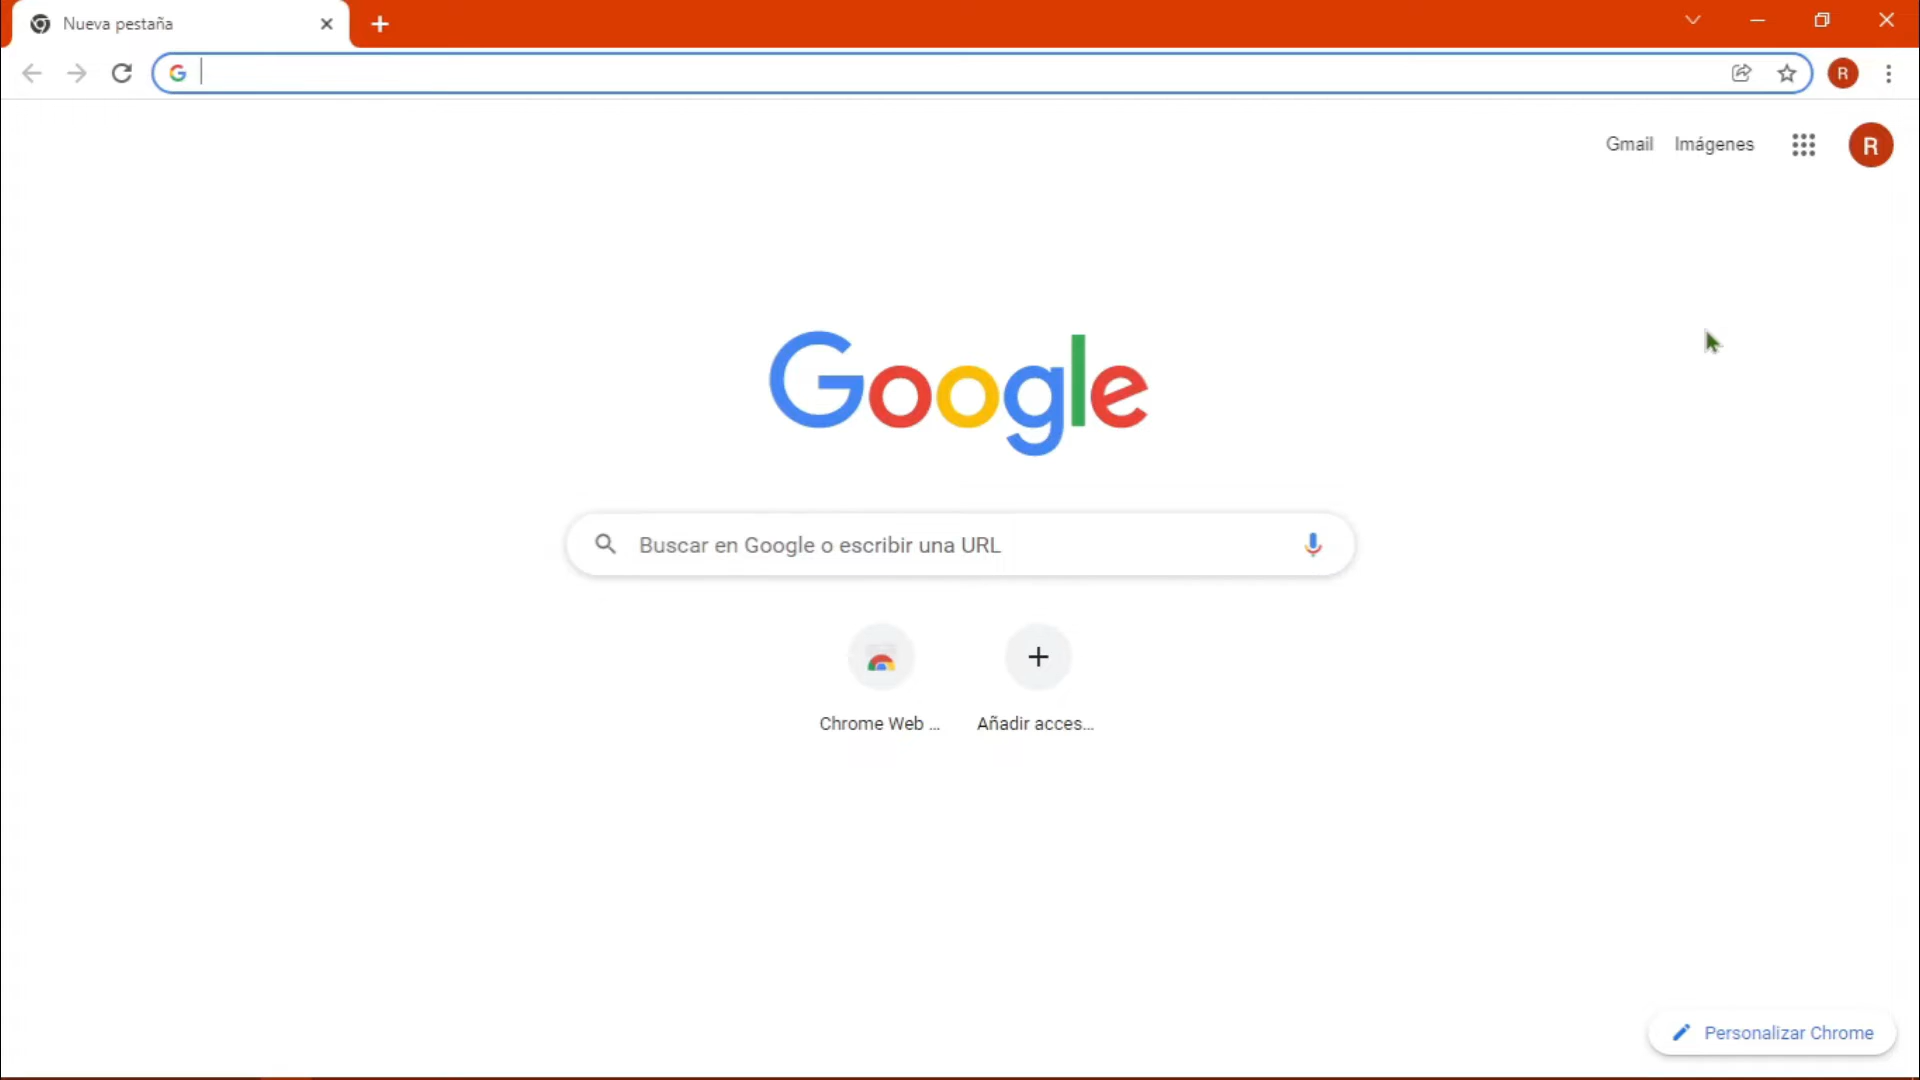 Nueva pestaña
R
Gmail Imágenes R
Google
Buscar en Google o escribir una URL
Chrome Web ... Añadir acces...
Personalizar Chrome